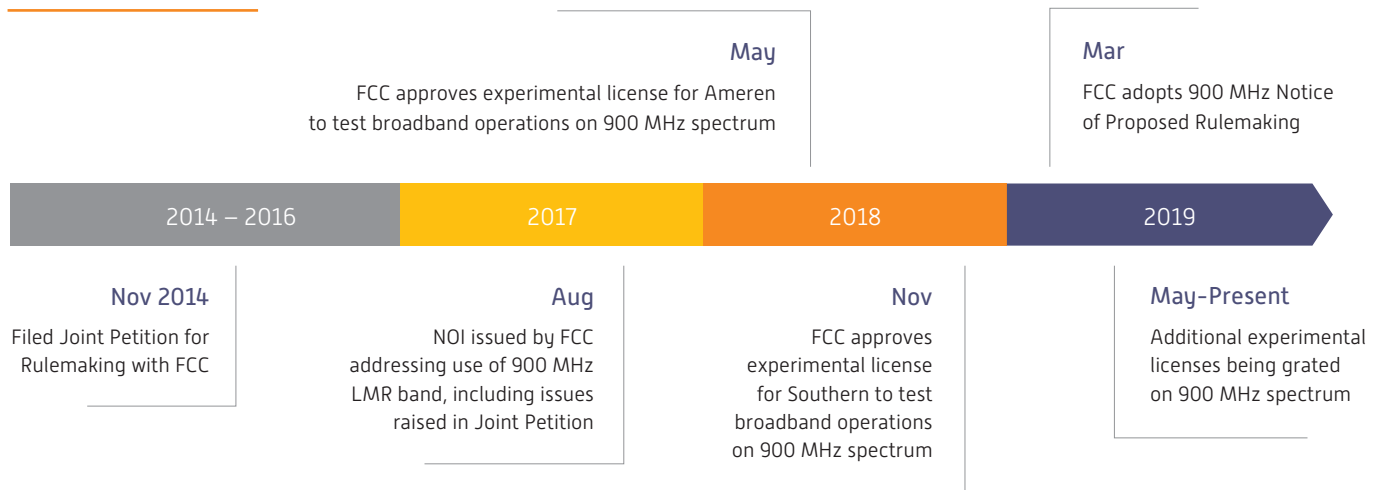 May
FCC approves experimental license for Ameren
to test broadband operations on 900 MHz spectrum
Mar
FCC adopts 900 MHz Notice
of Proposed Rulemaking
2014 – 2016
2017
2018
2019
Nov 2014
Filed Joint Petition for
Rulemaking with FCC
Aug
NOI issued by FCC
addressing use of 900 MHz
LMR band, including issues
raised in Joint Petition
Nov
FCC approves
experimental license
for Southern to test
broadband operations
on 900 MHz spectrum
May-Present
Additional experimental
licenses being grated
on 900 MHz spectrum